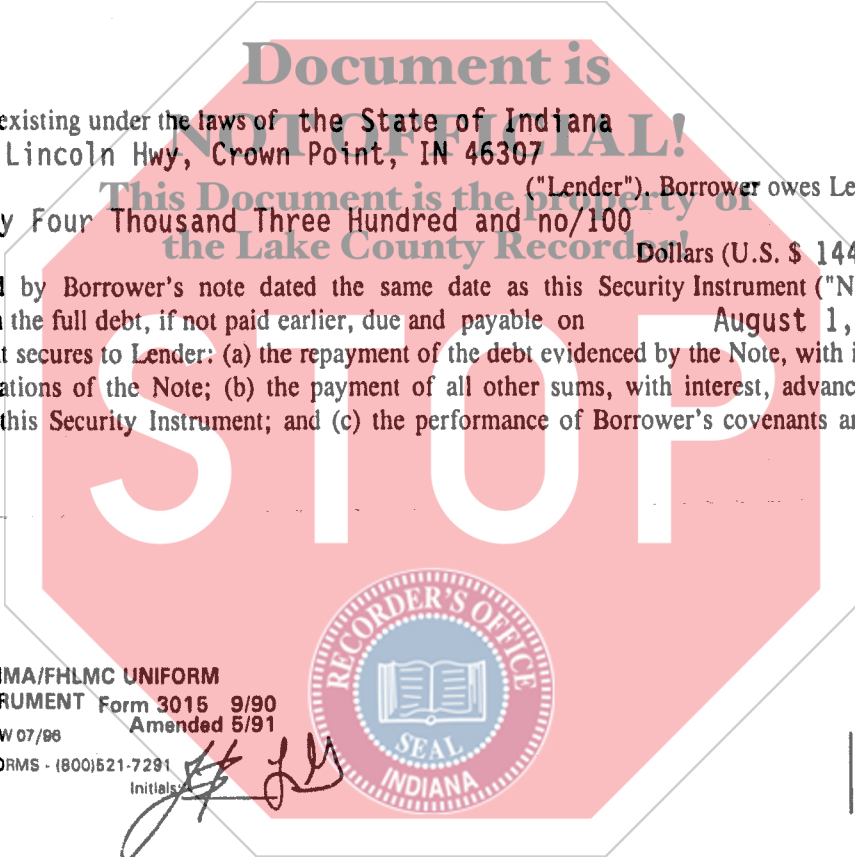 Document is
existing under the laws of the State of Indiana
NOT OFFICIAL!
Lincoln Hwy, Crown Point, IN 46307
("Lender"). Borrower owes Le
This Document is the property of
y Four Thousand Three Hundred and no/100
the Lake County Recorder!
Dollars (U.S. $ 144
by Borrower's note dated the same date as this Security Instrument ("N
the full debt, if not paid earlier, due and payable on August 1,
t secures to Lender: (a) the repayment of the debt evidenced by the Note, with i
ations of the Note; (b) the payment of all other sums, with interest, advanc
this Security Instrument; and (c) the performance of Borrower's covenants a
STOP
RECORDER'S OFFICE
SEAL
INDIANA
MA/FHLMC UNIFORM
RUMENT Form 3015 9/90
Amended 5/91
W 07/96
ORMS - (800)521-7291
Initials: